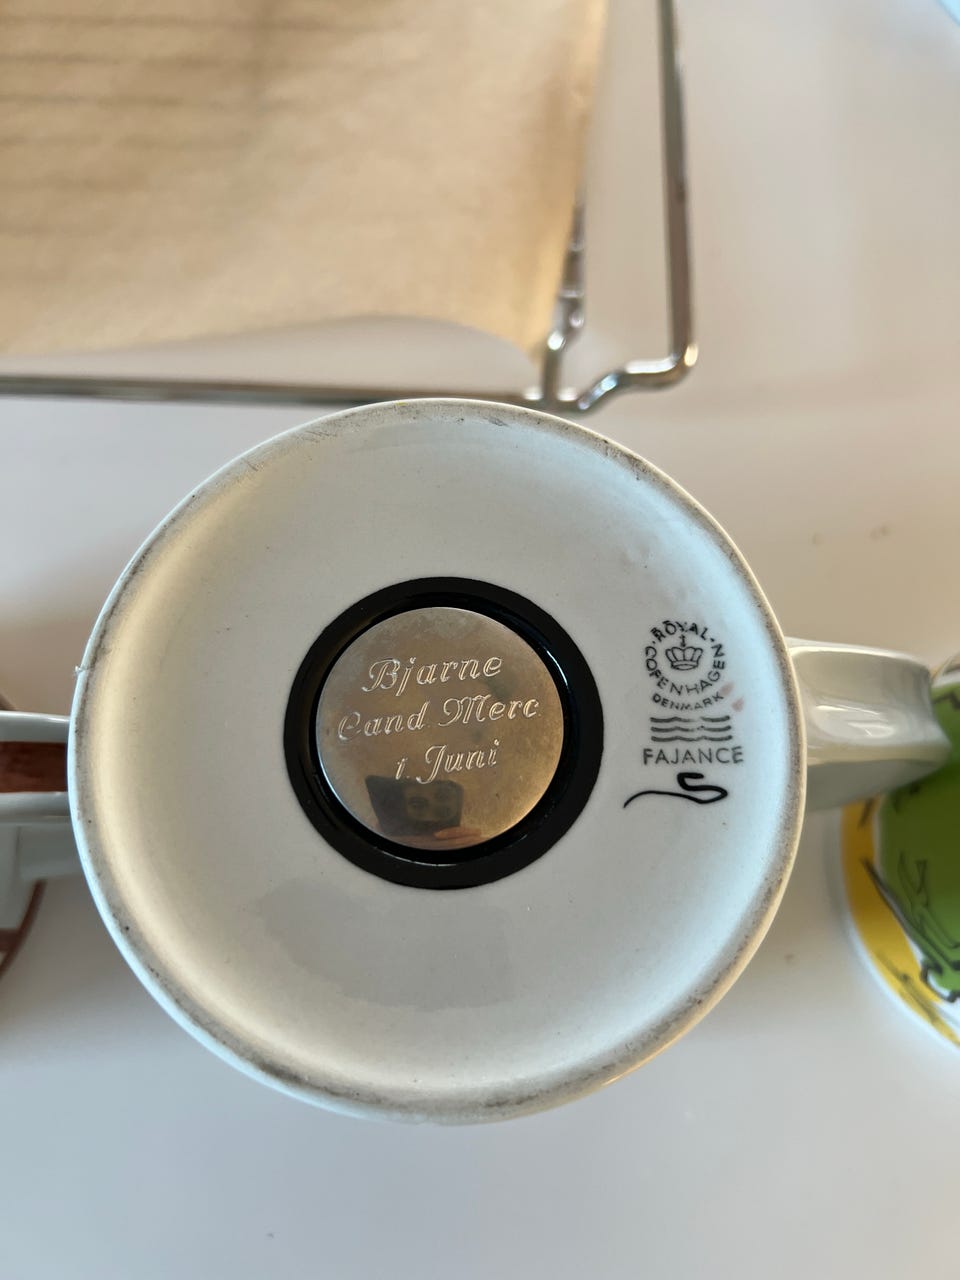 Bjarne
Cand. Merc.
1. Juni
ROYAL COPENHAGEN
DENMARK
FAJANCE